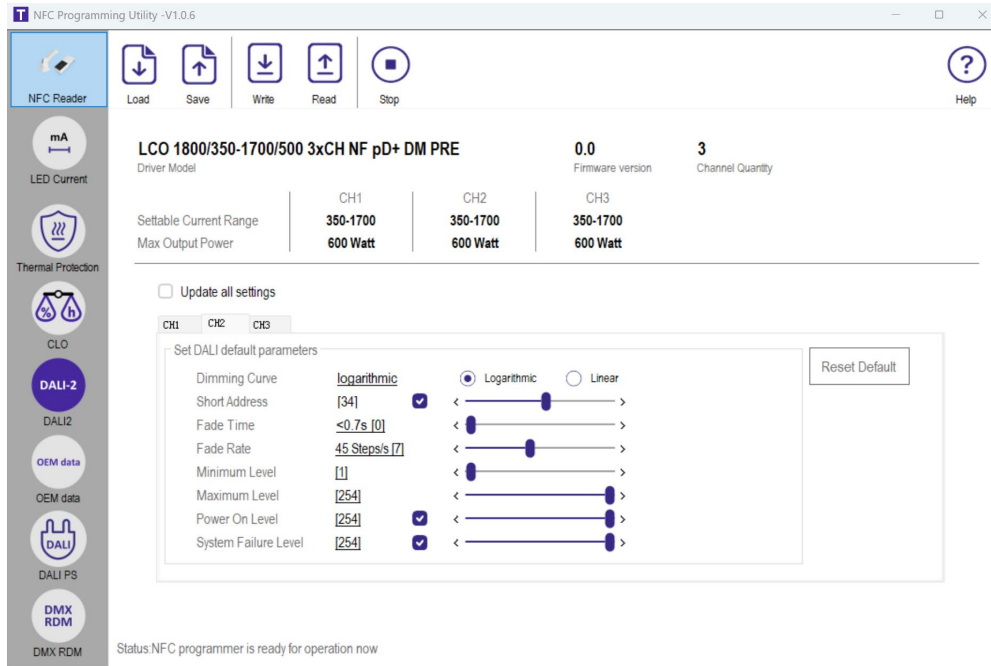 T NFC Programming Utility -V1.0.6
NFC Reader
Load Save Write Read Stop
? Help
mA
LED Current
Thermal Protection
% h
CLO
DALI-2
DALI2
OEM data
OEM data
DALI
DALI PS
DMX
RDM
DMX RDM
LCO 1800/350-1700/500 3xCH NF pD+ DM PRE 0.0 3
Driver Model Firmware version Channel Quantity
CH1 CH2 CH3
Settable Current Range 350-1700 350-1700 350-1700
Max Output Power 600 Watt 600 Watt 600 Watt
Update all settings
CH1 CH2 CH3
Set DALI default parameters
Reset Default
Dimming Curve logarithmic Logarithmic Linear
Short Address [34]
Fade Time <0.7s [0]
Fade Rate 45 Steps/s [7]
Minimum Level [1]
Maximum Level [254]
Power On Level [254]
System Failure Level [254]
Status:NFC programmer is ready for operation now